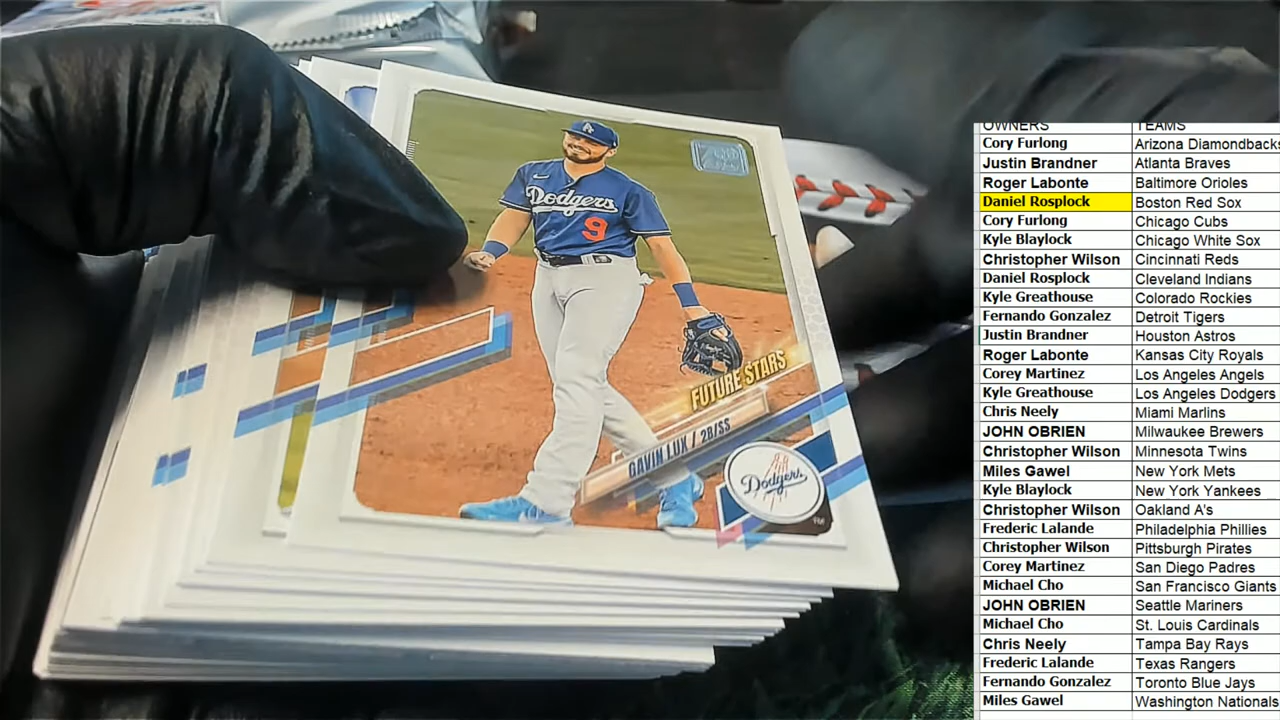 Dodgers
9
FUTURE STARS
GAVIN LUX / 2B/SS
Dodgers
OWNERS TEAMS
Cory Furlong Arizona Diamondbacks
Justin Brandner Atlanta Braves
Roger Labonte Baltimore Orioles
Daniel Rosplock Boston Red Sox
Cory Furlong Chicago Cubs
Kyle Blaylock Chicago White Sox
Christopher Wilson Cincinnati Reds
Daniel Rosplock Cleveland Indians
Kyle Greathouse Colorado Rockies
Fernando Gonzalez Detroit Tigers
Justin Brandner Houston Astros
Roger Labonte Kansas City Royals
Corey Martinez Los Angeles Angels
Kyle Greathouse Los Angeles Dodgers
Chris Neely Miami Marlins
JOHN OBRIEN Milwaukee Brewers
Christopher Wilson Minnesota Twins
Miles Gawel New York Mets
Kyle Blaylock New York Yankees
Christopher Wilson Oakland A's
Frederic Lalande Philadelphia Phillies
Christopher Wilson Pittsburgh Pirates
Corey Martinez San Diego Padres
Michael Cho San Francisco Giants
JOHN OBRIEN Seattle Mariners
Michael Cho St. Louis Cardinals
Chris Neely Tampa Bay Rays
Frederic Lalande Texas Rangers
Fernando Gonzalez Toronto Blue Jays
Miles Gawel Washington Nationals